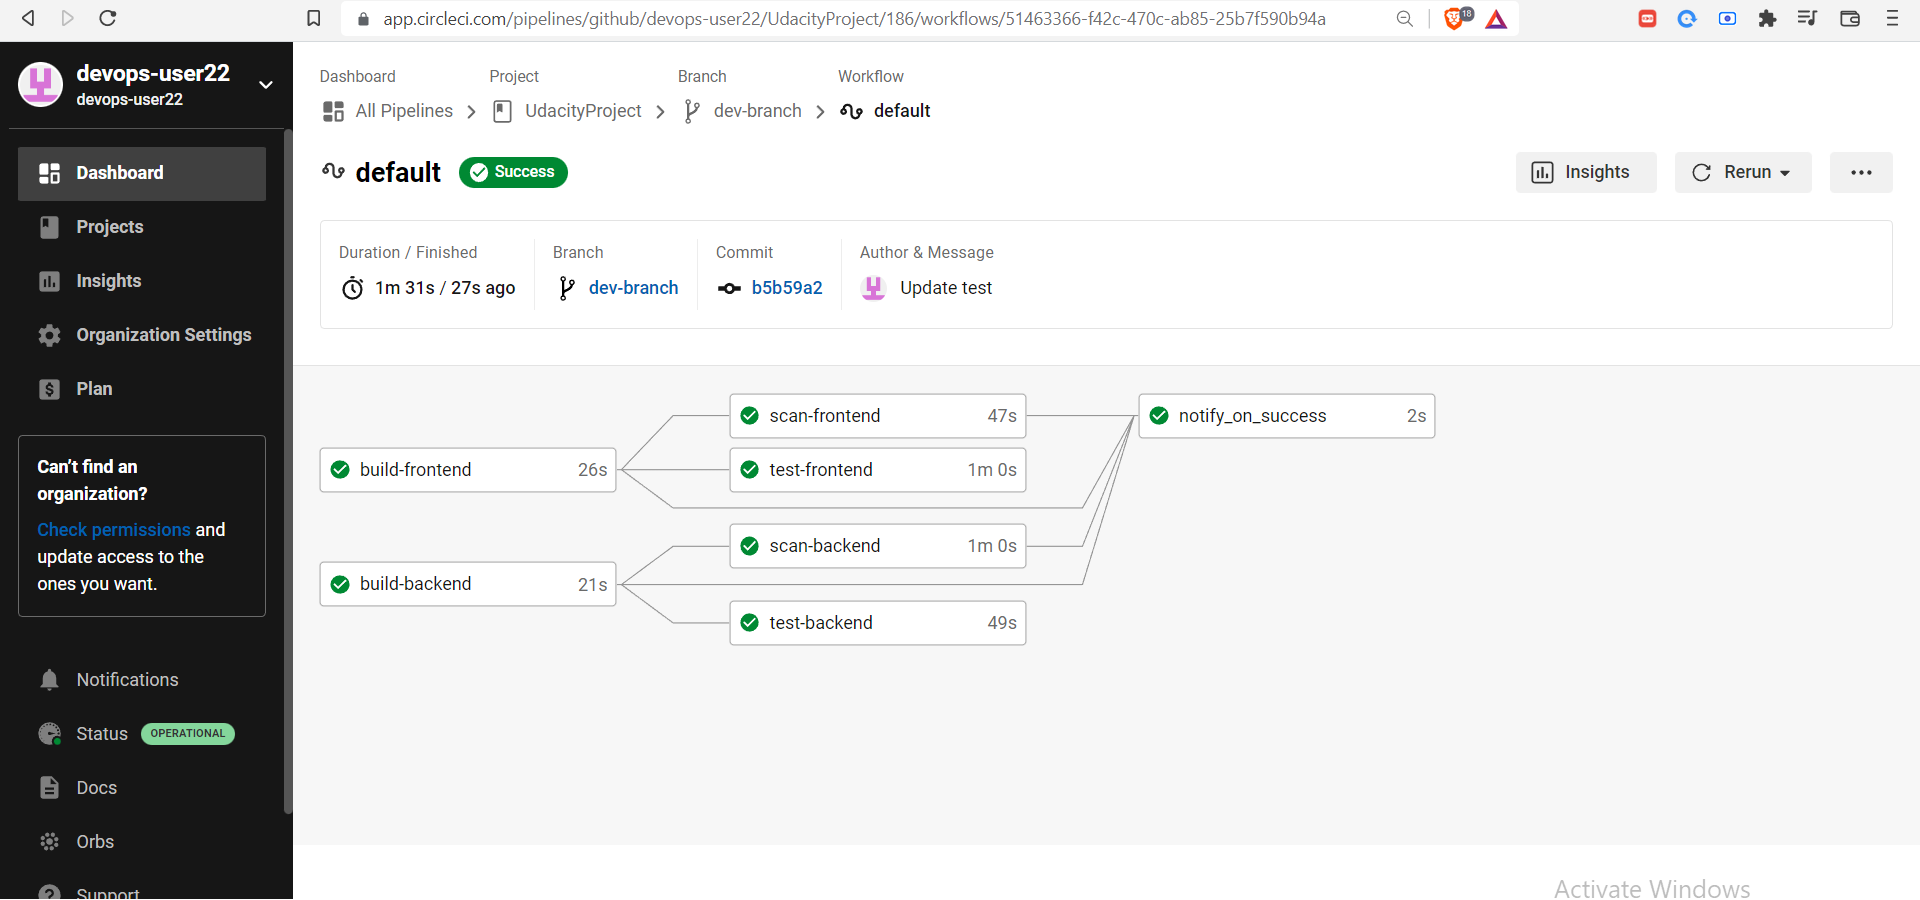 app.circleci.com/pipelines/github/devops-user22/UdacityProject/186/workflows/51463366-f42c-470c-ab85-25b7f590b94a
18
devops-user22
devops-user22
Dashboard
Projects
Insights
Organization Settings
Plan
Can't find an
organization?
Check permissions and
update access to the
ones you want.
Notifications
Status OPERATIONAL
Docs
Orbs
Support
Dashboard Project Branch Workflow
All Pipelines UdacityProject dev-branch default
default Success
Insights Rerun
Duration / Finished Branch Commit Author & Message
1m 31s / 27s ago dev-branch b5b59a2 Update test
scan-frontend 47s notify_on_success 2s
build-frontend 26s test-frontend 1m 0s
scan-backend 1m 0s
build-backend 21s
test-backend 49s
Activate Windows